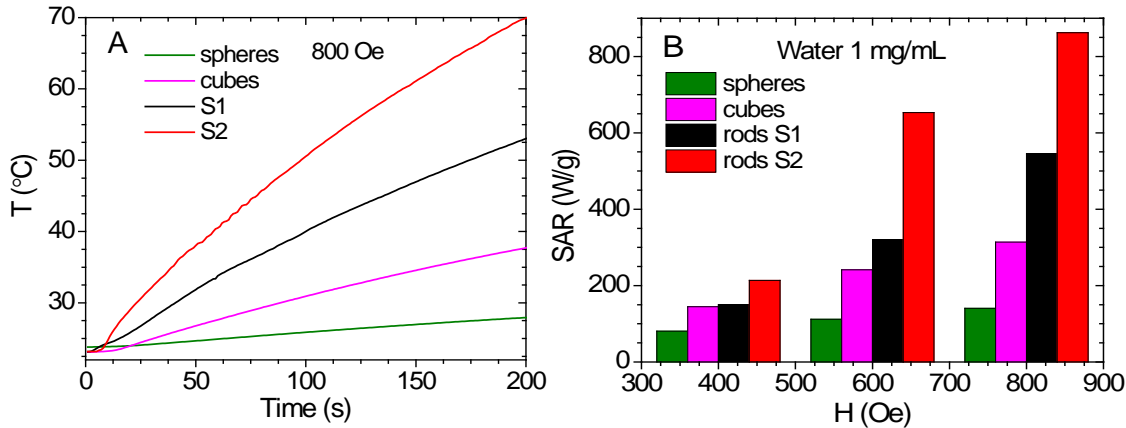 A
800 Oe
spheres
cubes
S1
S2
T (°C)
70
60
50
40
30
0
50
100
150
200
Time (s)
B
Water 1 mg/mL
spheres
cubes
rods S1
rods S2
SAR (W/g)
800
600
400
200
0
300
400
500
600
700
800
900
H (Oe)